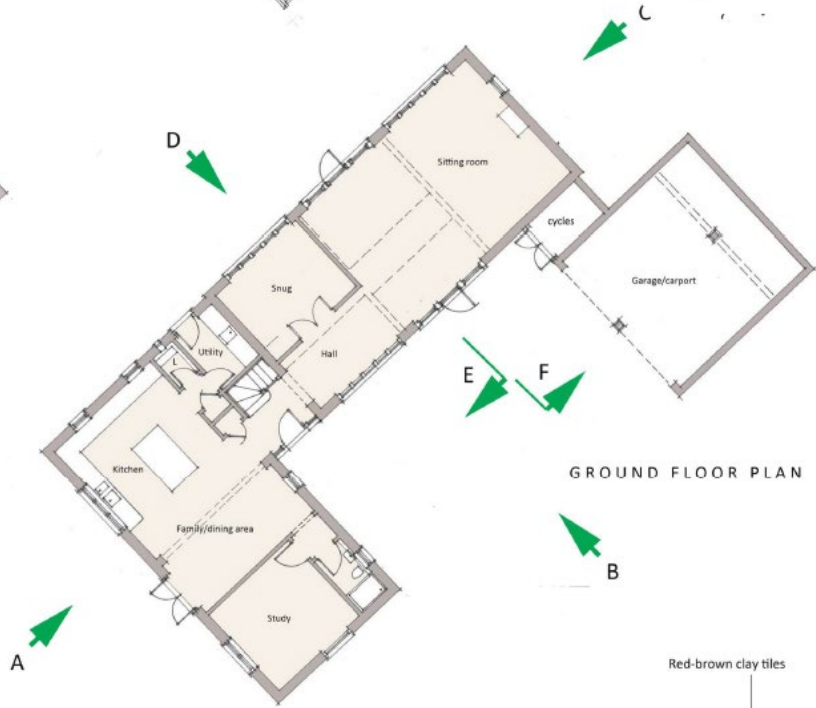 C
D
Sitting room
cycles
Garage/carport
Snug
Utility
L
Hall
E
F
Kitchen
GROUND FLOOR PLAN
Family/dining area
B
Study
A
Red-brown clay tiles